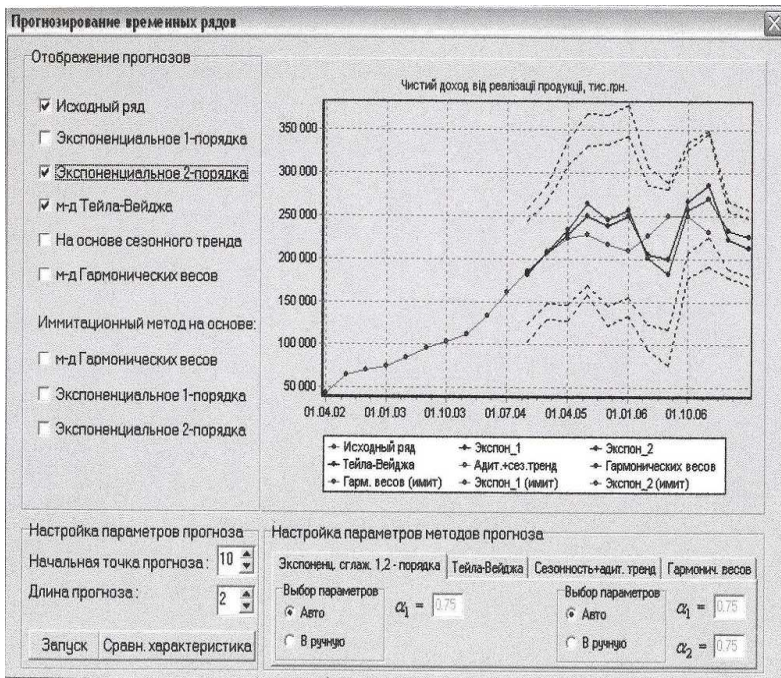 Прогнозирование временных рядов
Отображение прогнозов
Исходный ряд
Экспоненциальное 1-порядка
Экспоненциальное 2-порядка
м-д Тейла-Вейджа
На основе сезонного тренда
м-д Гармонических весов
Иммитационный метод на основе:
м-д Гармонических весов
Экспоненциальное 1-порядка
Экспоненциальное 2-порядка
Чистий доход від реалізації продукції, тис.грн.
350 000
300 000
250 000
200 000
150 000
100 000
50 000
01.04.02 01.01.03 01.10.03 01.07.04 01.04.05 01.01.06 01.10.06
Исходный ряд Экспон_1 Экспон_2
Тейла-Вейджа Адит.+сез.тренд Гармонических весов
Гарм. весов (имит) Экспон_1 (имит) Экспон_2 (имит)
Настройка параметров прогноза
Начальная точка прогноза: 10
Длина прогноза: 2
Запуск Сравн. характеристика
Настройка параметров методов прогноза
Экспоненц. сглаж. 1,2 - порядка Тейла-Вейджа Сезонность+адит. тренд Гармонич. весов
Выбор параметров α₁ = 0.75 Выбор параметров α₁ = 0.75
Авто Авто
В ручную В ручную α₂ = 0.75